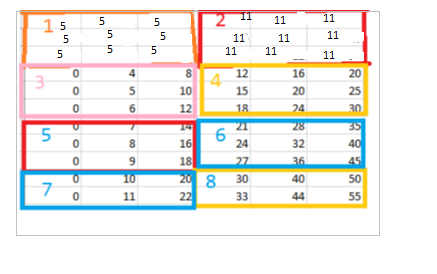 1 5 5 5 2 11 11 11
5 5 5 11 11 11
5 5 5 11 11 11
0 4 8 12 16 20
3 0 5 10 4 15 20 25
0 6 12 18 24 30
0 7 14 21 28 35
5 0 8 16 6 24 32 40
0 9 18 27 36 45
0 10 20 8 30 40 50
7 0 11 22 33 44 55